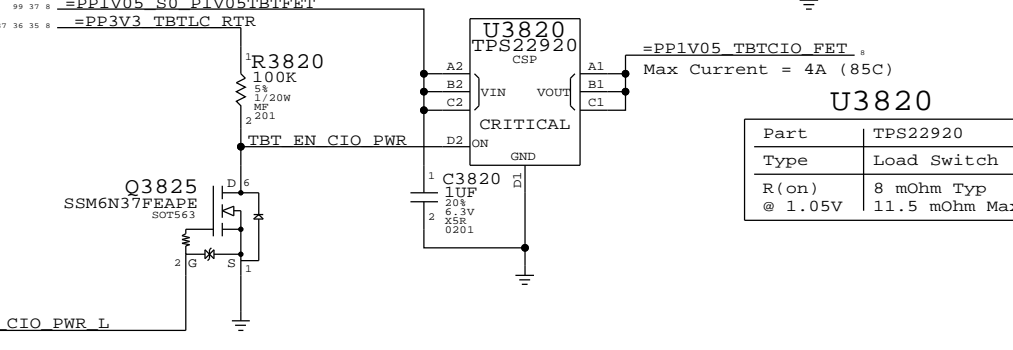 99 37 8 =PP1V05_S0_P1V05TBTFET
37 36 35 8 =PP3V3_TBTLC_RTR
1
R3820
100K
5%
1/20W
MF
201
2
TBT_EN_CIO_PWR
Q3825
SSM6N37FEAPE
SOT563
D 6
2 G S 1
_CIO_PWR_L
U3820
TPS22920
CSP
A2 A1
B2 VIN VOUT B1
C2 C1
CRITICAL
D2 ON
GND
D1
1 C3820
1UF
20%
6.3V
2 X5R
0201
=PP1V05_TBTCIO_FET 8
Max Current = 4A (85C)
U3820
Part TPS22920
Type Load Switch
R(on) 8 mOhm Typ
@ 1.05V 11.5 mOhm Max